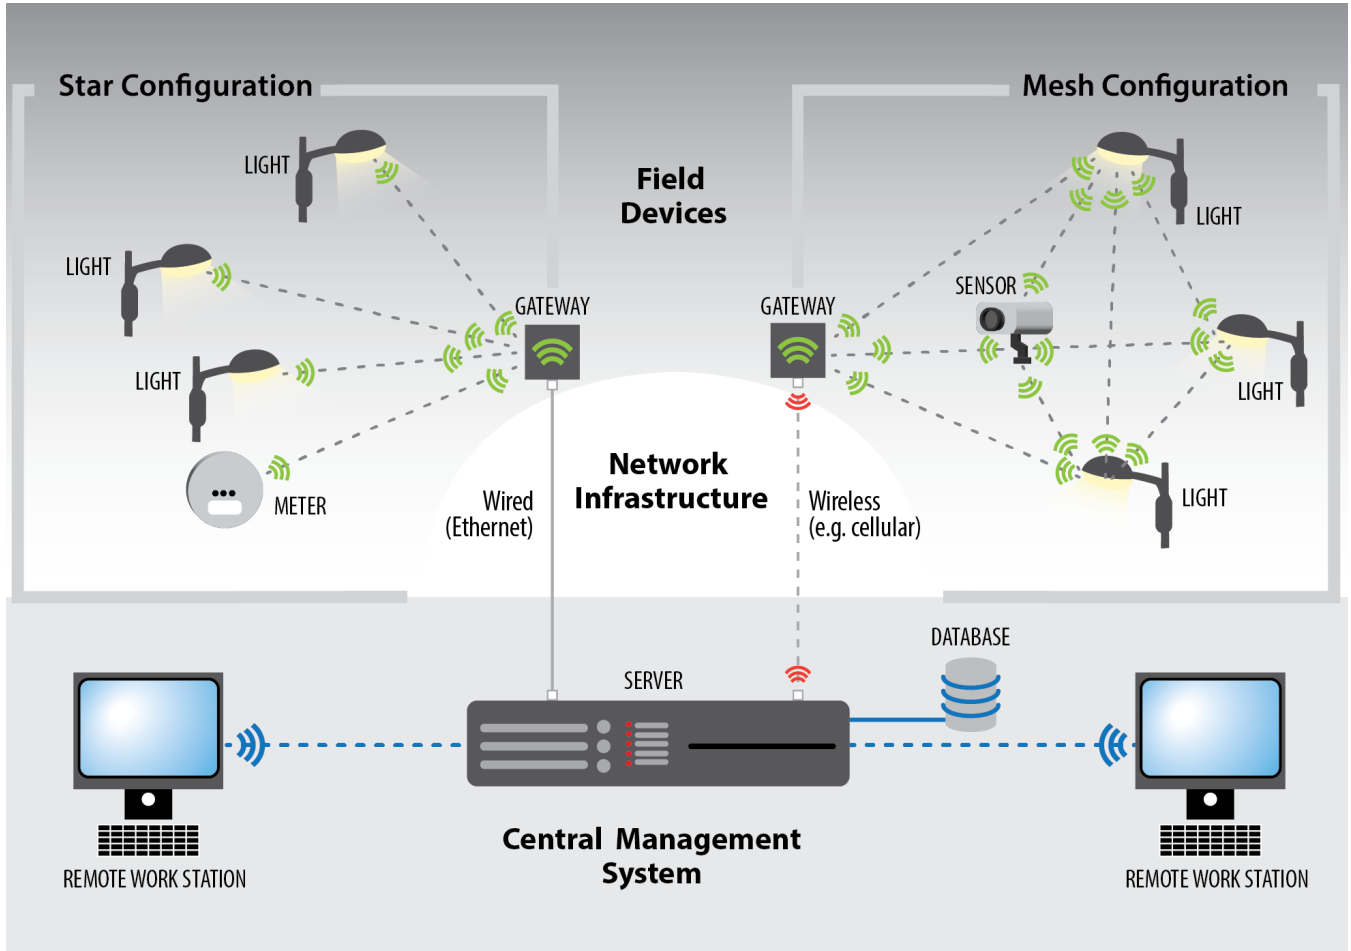 Star Configuration
Mesh Configuration
LIGHT
Field
Devices
LIGHT
LIGHT
SENSOR
GATEWAY
GATEWAY
LIGHT
LIGHT
Network
Infrastructure
METER
Wired
(Ethernet)
Wireless
(e.g. cellular)
LIGHT
DATABASE
SERVER
Central Management
System
REMOTE WORK STATION
REMOTE WORK STATION